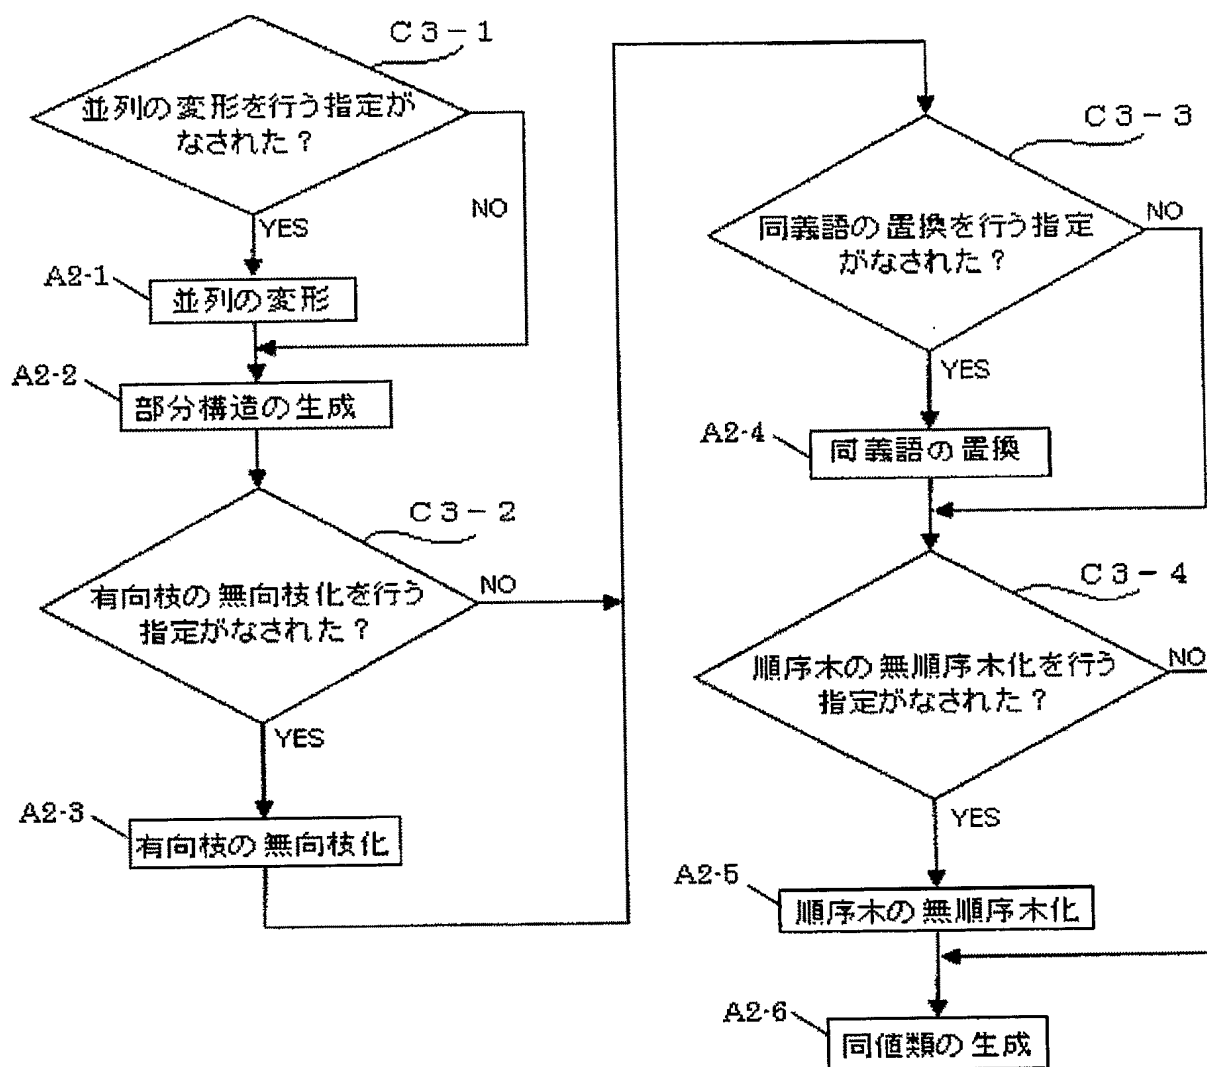 C3-1
並列の変形を行う指定が
なされた?
NO
YES
A2-1
並列の変形
A2-2
部分構造の生成
C3-2
有向枝の無向枝化を行う
指定がなされた?
NO
YES
A2-3
有向枝の無向枝化
C3-3
同義語の置換を行う指定
がなされた?
NO
YES
A2-4
同義語の置換
C3-4
順序木の無順序木化を行う
指定がなされた?
NO
YES
A2-5
順序木の無順序木化
A2-6
同値類の生成